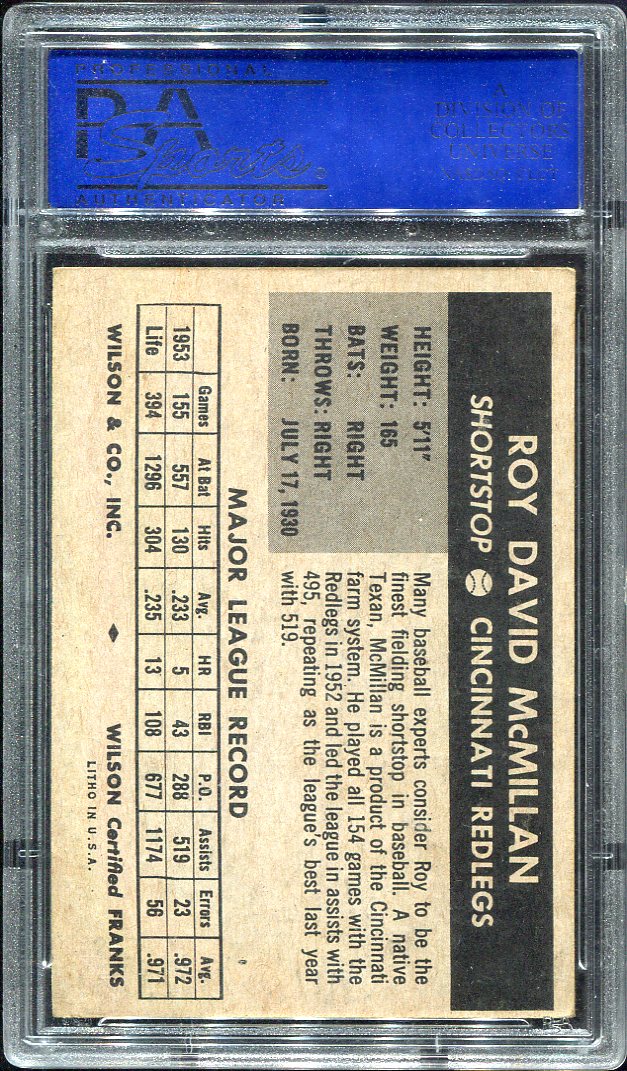 PROFESSIONAL
PSA
Sports
AUTHENTICATOR
A
DIVISION OF
COLLECTORS
UNIVERSE
ROY DAVID McMILLAN
SHORTSTOP CINCINNATI REDLEGS
HEIGHT: 5'11"
WEIGHT: 165
BATS: RIGHT
THROWS: RIGHT
BORN: JULY 17, 1930
Many baseball experts consider Roy to be the
finest fielding shortstop in baseball. A native
Texan, McMillan is a product of the Cincinnati
farm system. He played all 154 games with the
Redlegs in 1952 and led the league in assists with
495, repeating as the league's best last year
with 519.
MAJOR LEAGUE RECORD
Games At Bat Hits Avg. HR RBI P.O. Assists Errors Avg.
1953 155 557 130 .233 5 43 288 519 23 .972
Life 394 1296 304 .235 13 108 677 1174 56 .971
WILSON & CO., INC. ◆ WILSON Certified FRANKS
LITHO IN U.S.A.